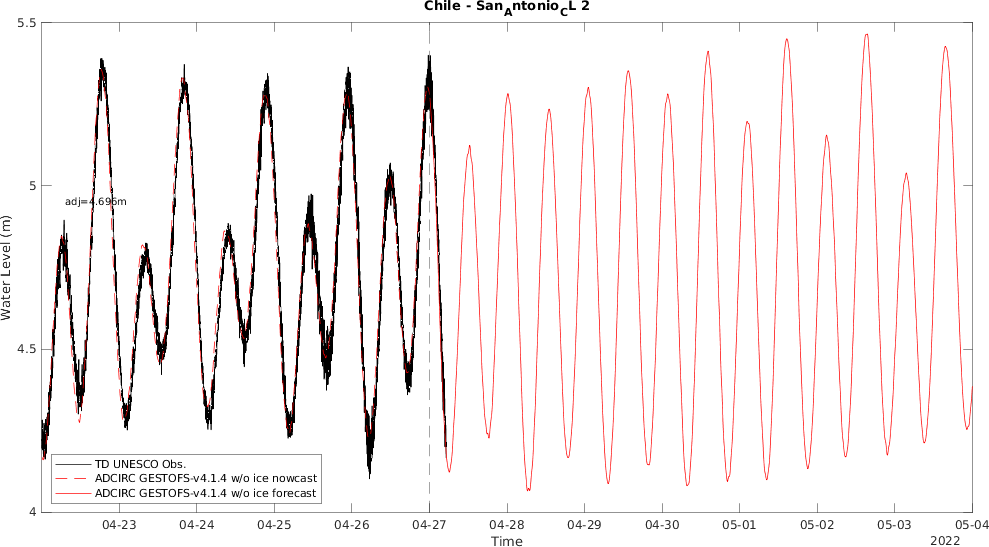 Chile - SanAntonioCL 2
5.5
5
4.5
4
Water Level (m)
adj=4.696m
TD UNESCO Obs.
ADCIRC GESTOFS-v4.1.4 w/o ice nowcast
ADCIRC GESTOFS-v4.1.4 w/o ice forecast
04-23 04-24 04-25 04-26 04-27 04-28 04-29 04-30 05-01 05-02 05-03 05-04
Time
2022